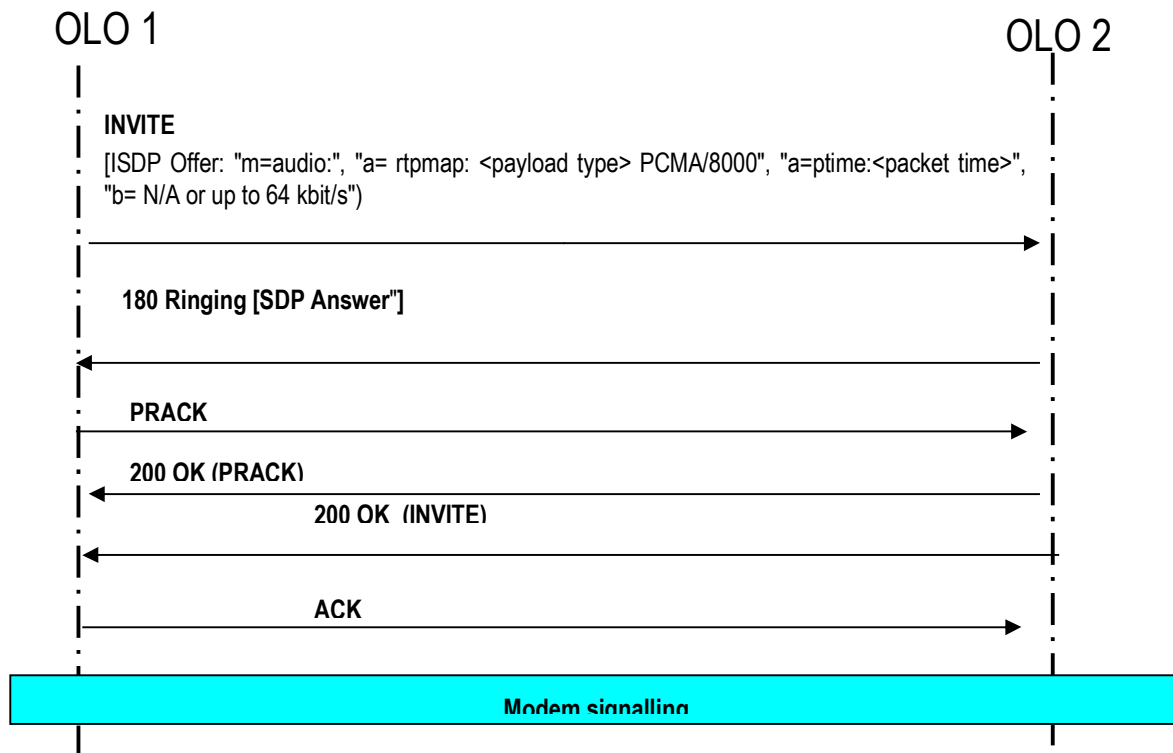 OLO 1
OLO 2
INVITE
[ISDP Offer: "m=audio:", "a= rtpmap: <payload type> PCMA/8000", "a=ptime:<packet time>",
"b= N/A or up to 64 kbit/s")
180 Ringing [SDP Answer"]
PRACK
200 OK (PRACK)
200 OK (INVITE)
ACK
Modem signalling